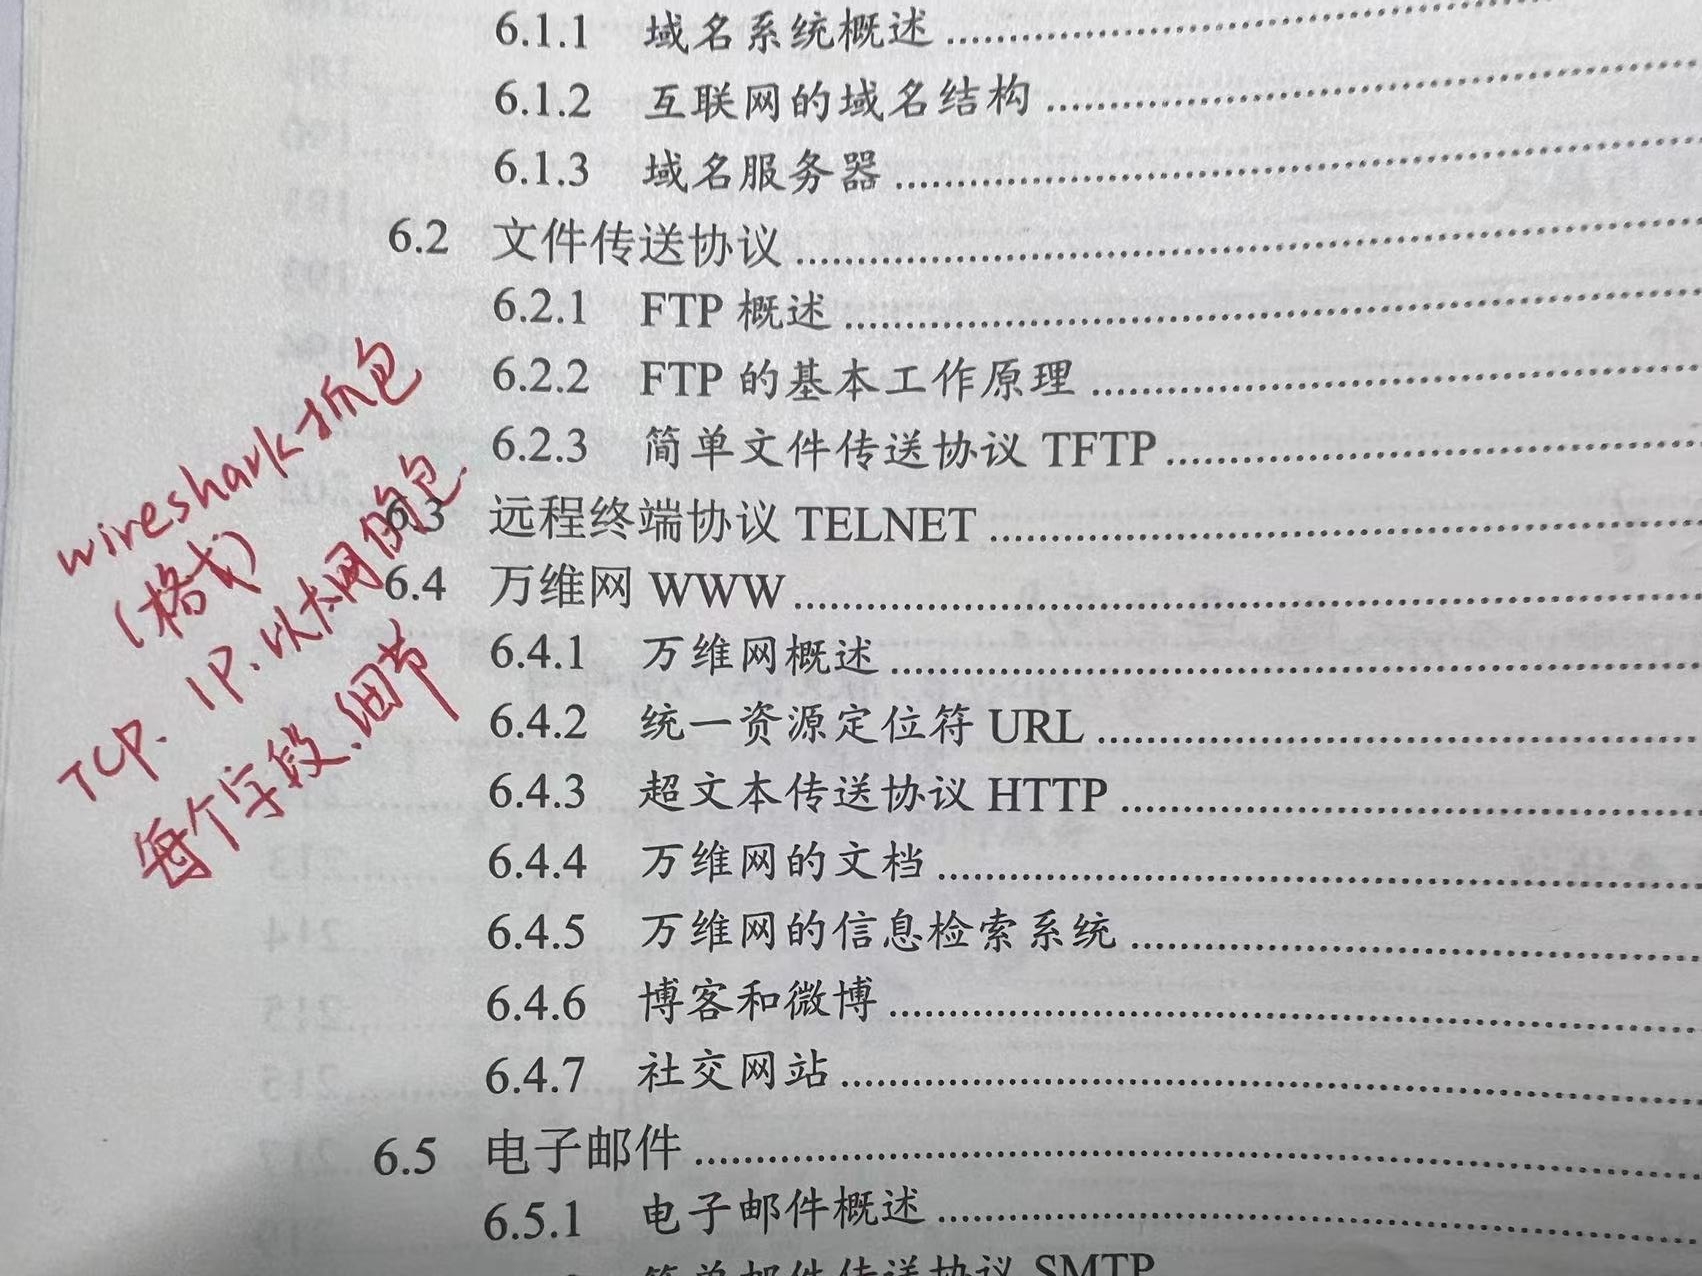 6.1.1 域名系统概述
6.1.2 互联网的域名结构
6.1.3 域名服务器
6.2 文件传送协议
6.2.1 FTP 概述
6.2.2 FTP 的基本工作原理
6.2.3 简单文件传送协议 TFTP
6.3 远程终端协议 TELNET
6.4 万维网 WWW
6.4.1 万维网概述
6.4.2 统一资源定位符 URL
6.4.3 超文本传送协议 HTTP
6.4.4 万维网的文档
6.4.5 万维网的信息检索系统
6.4.6 博客和微博
6.4.7 社交网站
6.5 电子邮件
6.5.1 电子邮件概述
简单邮件传送协议 SMTP
wireshark抓包
(格式)
TCP、IP、以太网的包
每个字段、细节